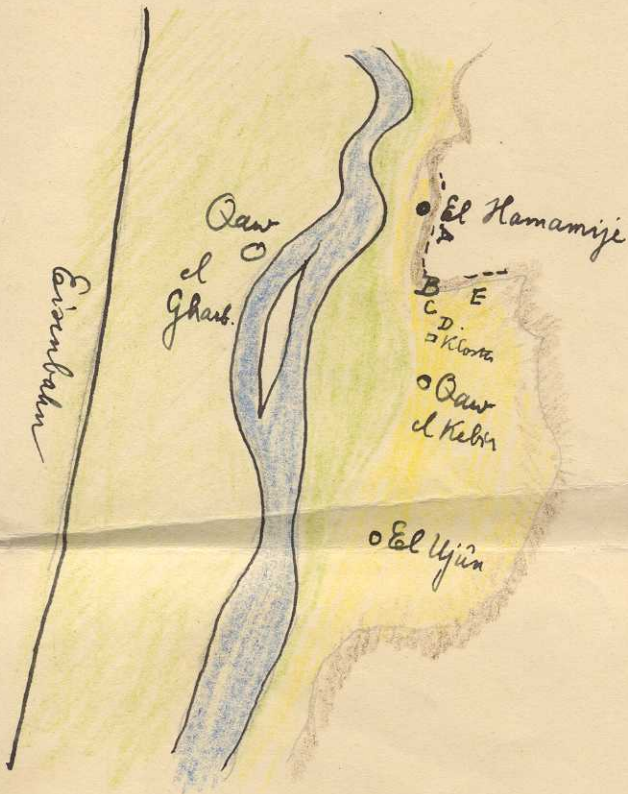 Eisenbahn
Qaw
el
Gharb.
El Hamamije
A
B
E
C
D.
Kloster
Qaw
el Kebir
El Ujûn